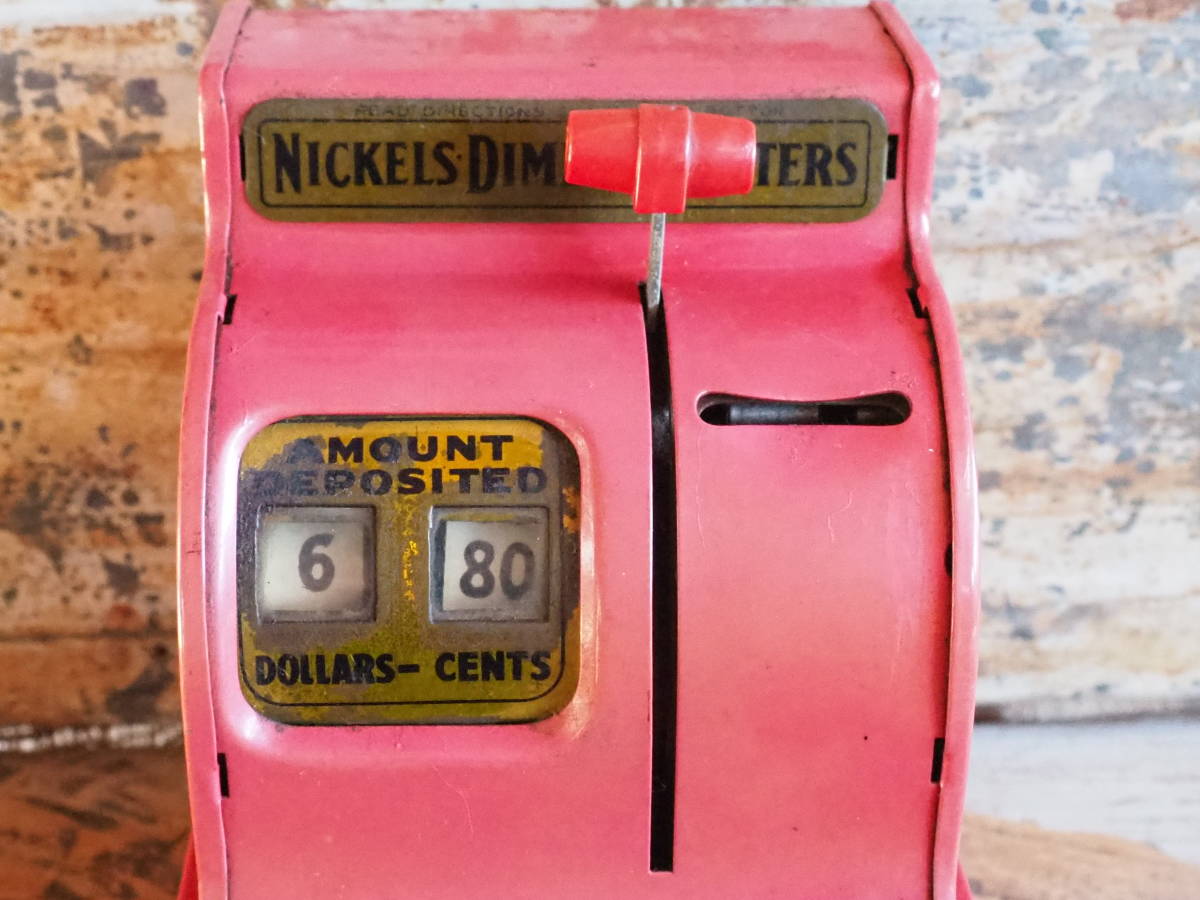 READ DIRECTIONS
NICKELS·DIM TERS
AMOUNT
DEPOSITED
6 80
DOLLARS- CENTS